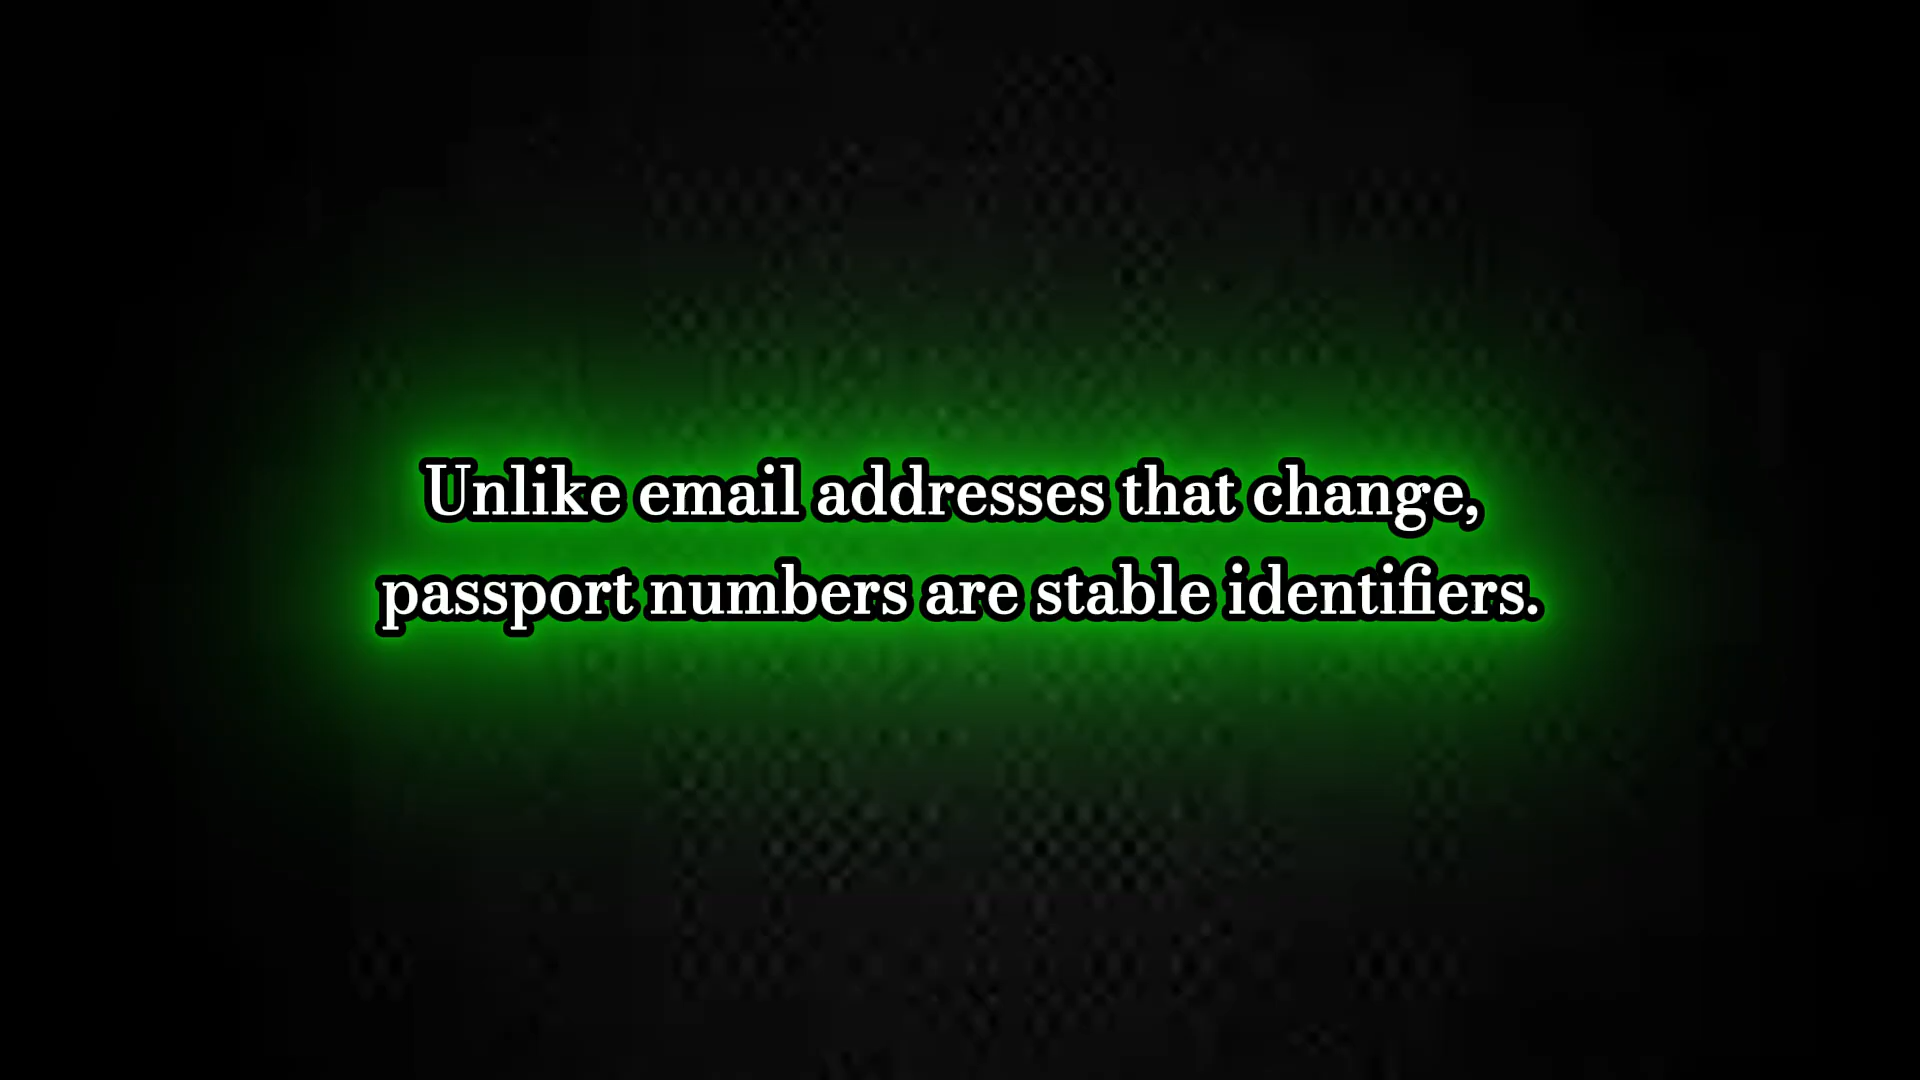 Unlike email addresses that change,
passport numbers are stable identifiers.